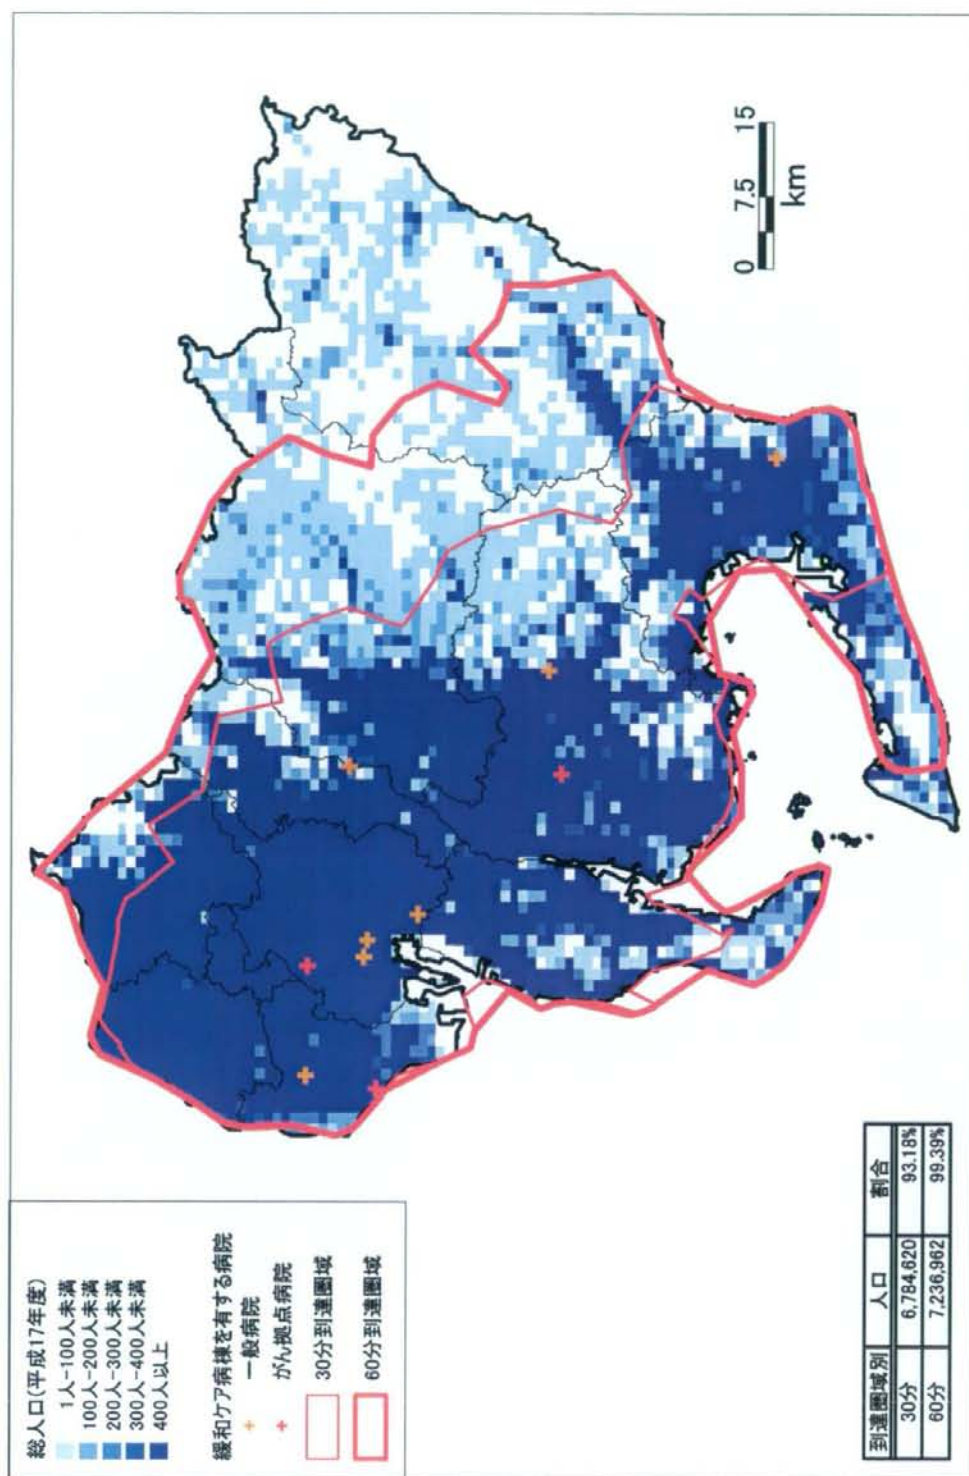 総人口(平成17年度)
1人-100人未満
100人-200人未満
200人-300人未満
300人-400人未満
400人以上
緩和ケア病棟を有する病院
一般病院
がん拠点病院
30分到達圏域
60分到達圏域
0 7.5 15
km
到達圏域別 人口 割合
30分 6,784,620 93.18%
60分 7,236,962 99.39%